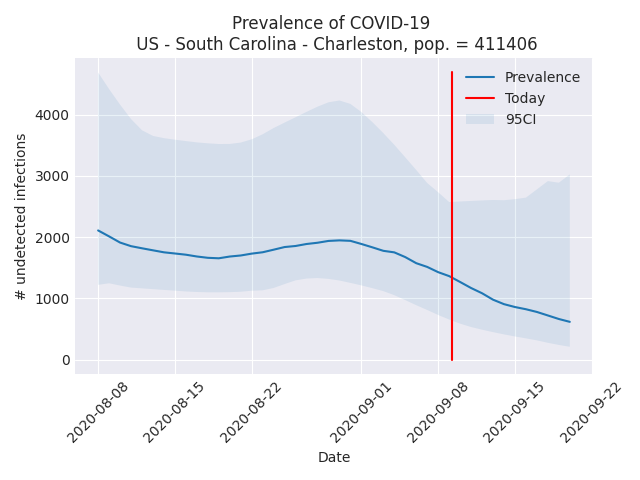 Prevalence of COVID-19
US - South Carolina - Charleston, pop. = 411406
Prevalence
Today
95CI
# undetected infections
4000
3000
2000
1000
0
2020-08-08
2020-08-15
2020-08-22
2020-09-01
2020-09-08
2020-09-15
2020-09-22
Date